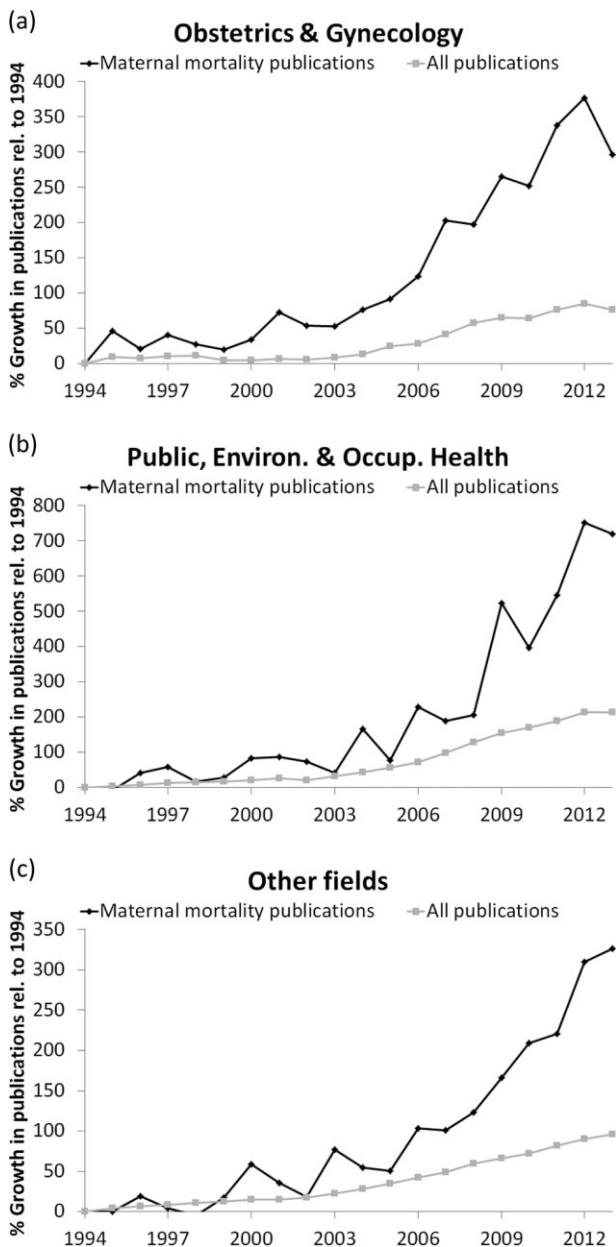 (a)
Obstetrics & Gynecology
Maternal mortality publications All publications
% Growth in publications rel. to 1994
400
350
300
250
200
150
100
50
0
1994 1997 2000 2003 2006 2009 2012
(b)
Public, Environ. & Occup. Health
Maternal mortality publications All publications
% Growth in publications rel. to 1994
800
700
600
500
400
300
200
100
0
1994 1997 2000 2003 2006 2009 2012
(c)
Other fields
Maternal mortality publications All publications
% Growth in publications rel. to 1994
350
300
250
200
150
100
50
0
1994 1997 2000 2003 2006 2009 2012